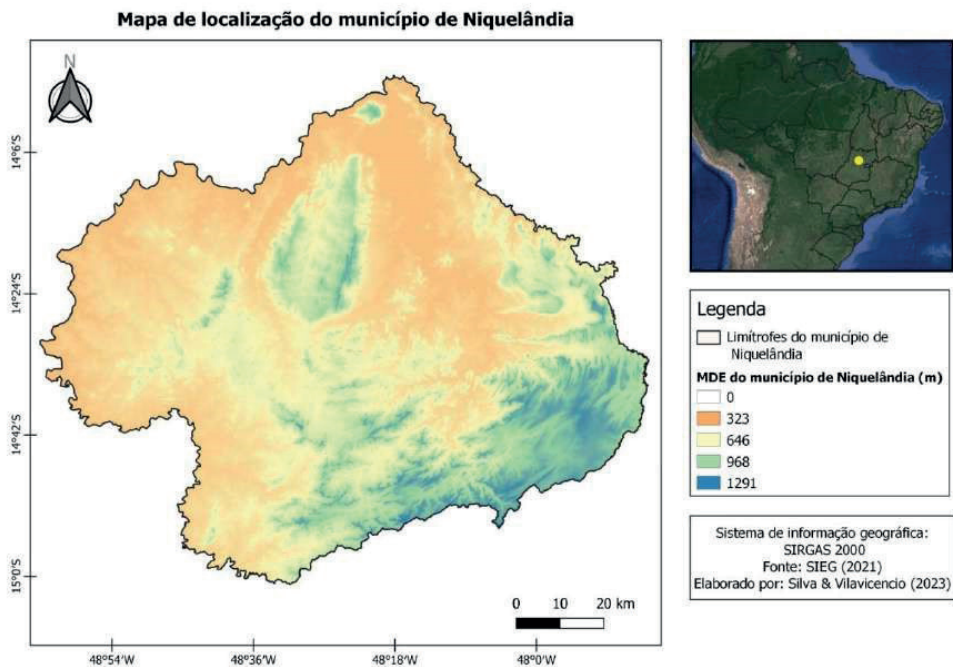 Mapa de localização do município de Niquelândia
N
14°6'S
14°24'S
14°42'S
15°0'S
48°54'W
48°36'W
48°18'W
48°0'W
0 10 20 km
Legenda
Limítrofes do município de
Niquelândia
MDE do município de Niquelândia (m)
0
323
646
968
1291
Sistema de informação geográfica:
SIRGAS 2000
Fonte: SIEG (2021)
Elaborado por: Silva & Vilavicencio (2023)